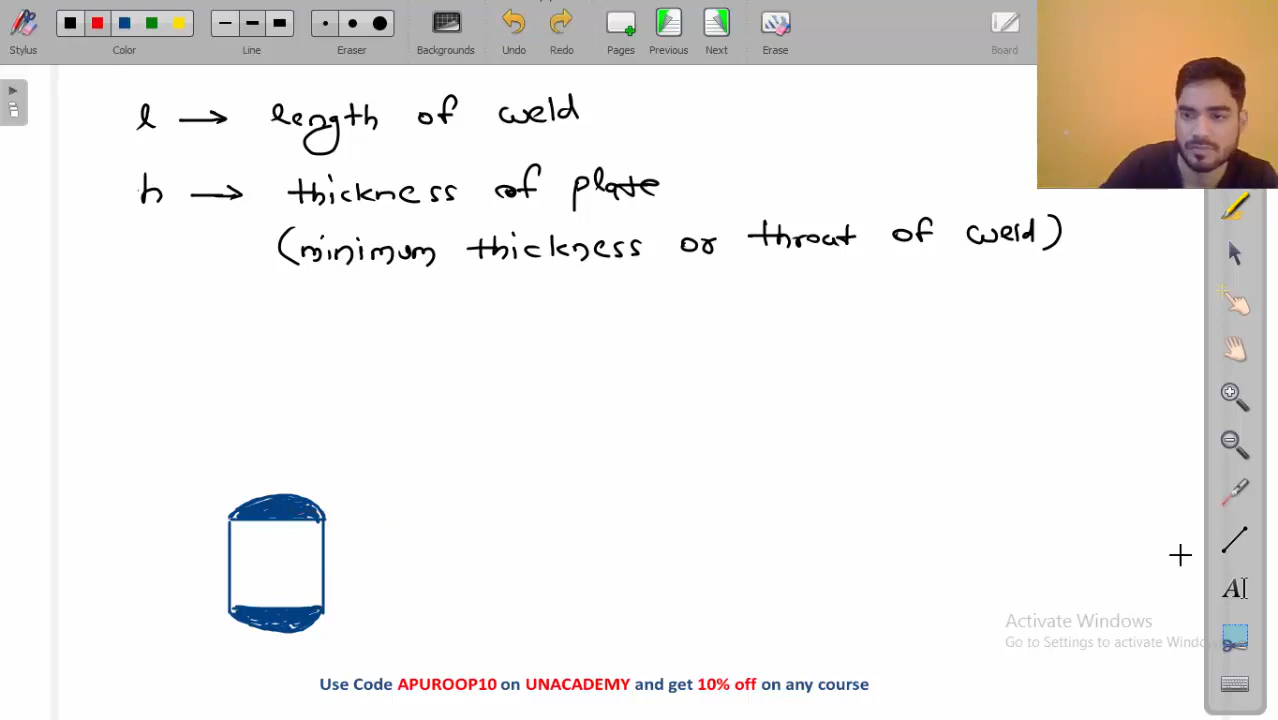 Stylus Color Line Eraser Backgrounds Undo Redo Pages Previous Next Erase Board
l → length of weld
h → thickness of plate
(minimum thickness or throat of weld)
A
Activate Windows
Go to Settings to activate Windows
Use Code APUROOP10 on UNACADEMY and get 10% off on any course